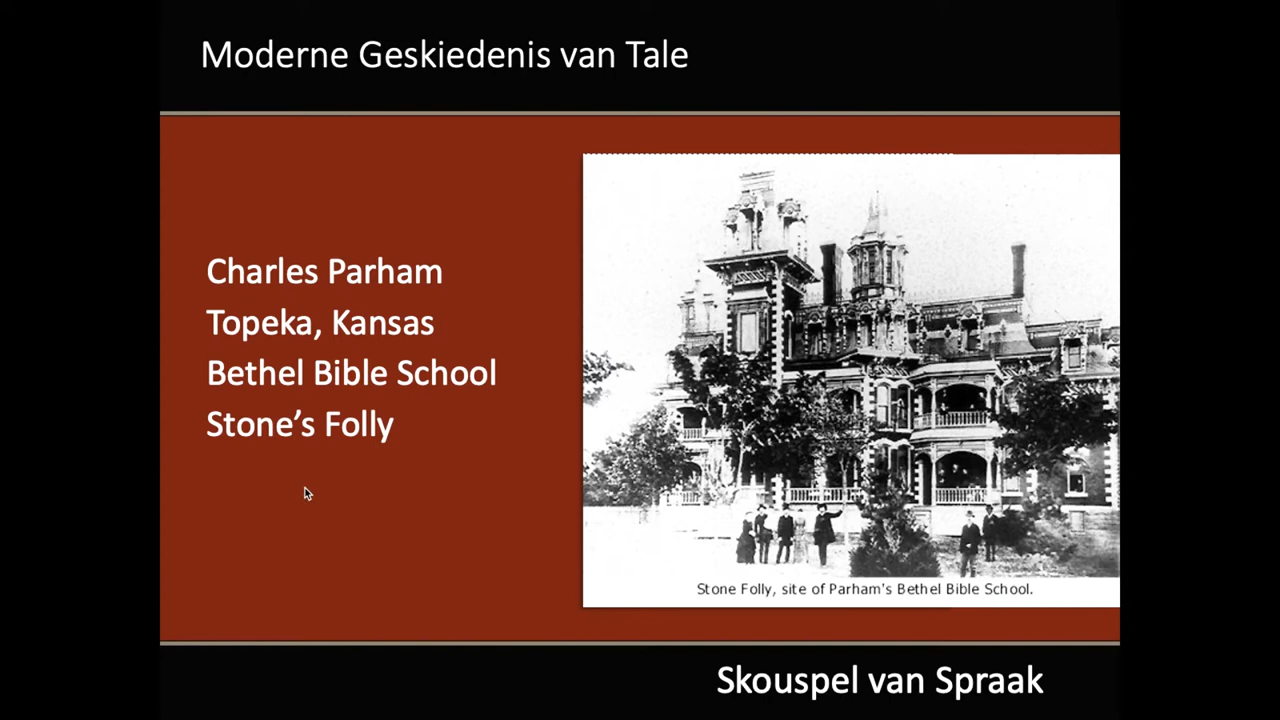 Moderne Geskiedenis van Tale
Charles Parham
Topeka, Kansas
Bethel Bible School
Stone’s Folly
Stone Folly, site of Parham's Bethel Bible School.
Skouspel van Spraak